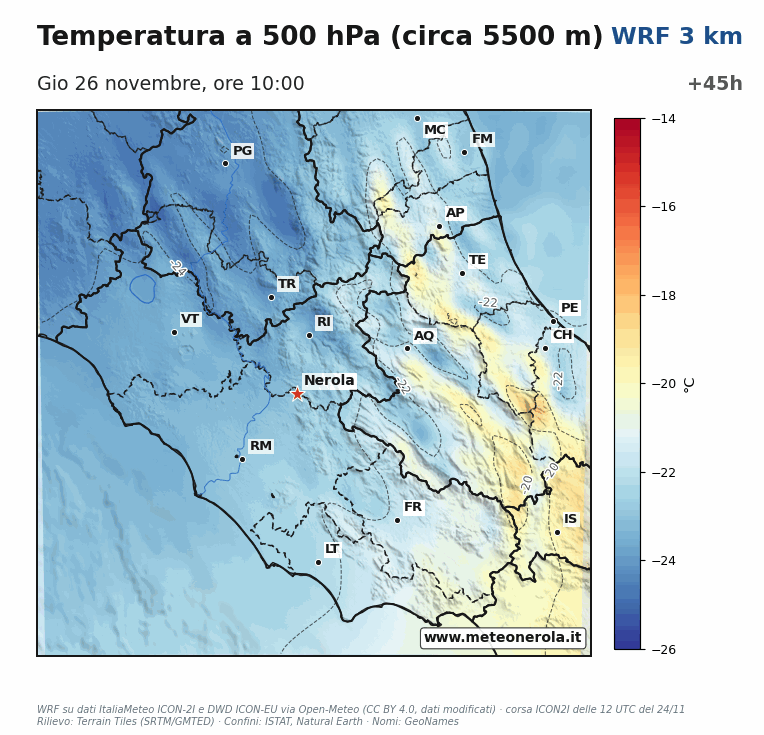 Temperatura a 500 hPa (circa 5500 m) WRF 3 km
Gio 26 novembre, ore 10:00 +45h
MC
FM
PG
AP
TE
TR
PE
VT
RI
AQ
CH
Nerola
RM
FR
IS
LT
-24
-22
-22
-22
-20
-20
−14
−16
−18
−20
−22
−24
−26
°C
www.meteonerola.it
WRF su dati ItaliaMeteo ICON-2I e DWD ICON-EU via Open-Meteo (CC BY 4.0, dati modificati) · corsa ICON2I delle 12 UTC del 24/11
Rilievo: Terrain Tiles (SRTM/GMTED) · Confini: ISTAT, Natural Earth · Nomi: GeoNames